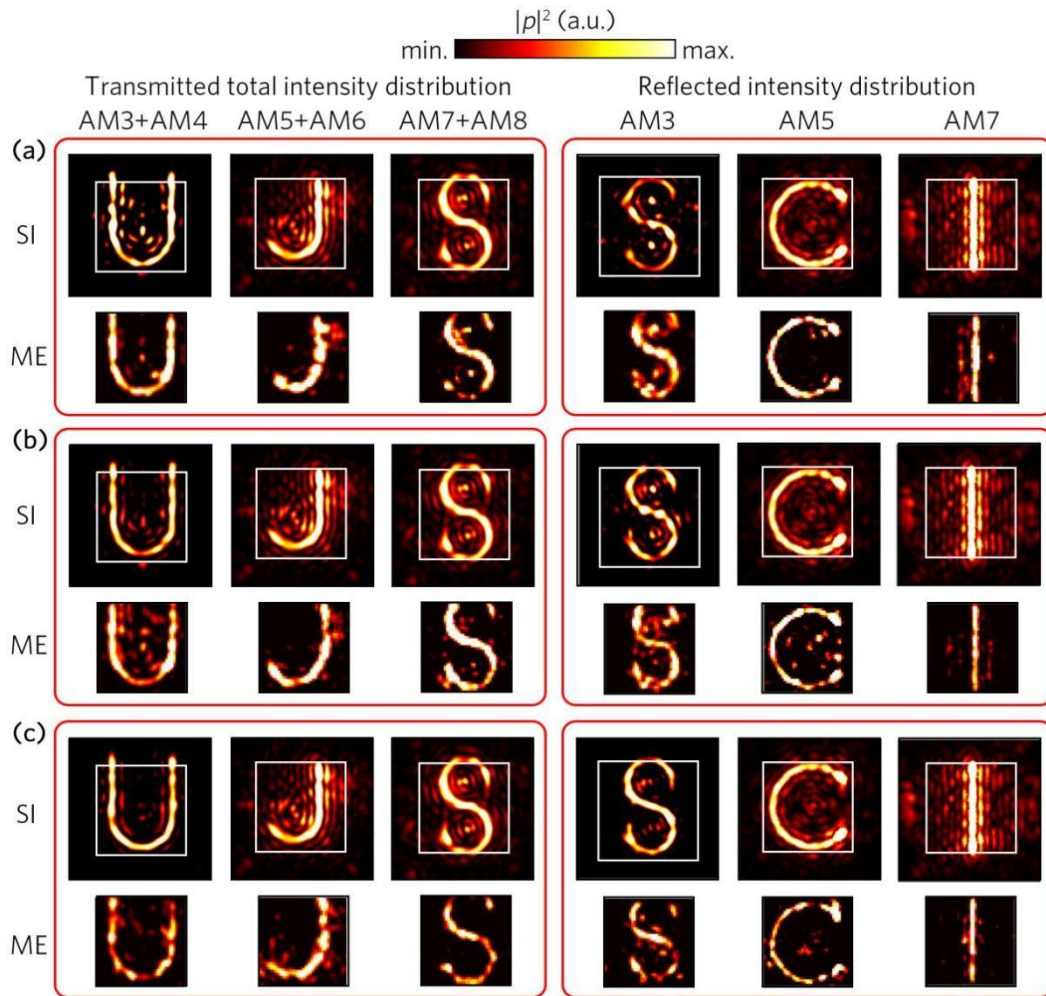 |p|² (a.u.)
min. max.
Transmitted total intensity distribution Reflected intensity distribution
AM3+AM4 AM5+AM6 AM7+AM8 AM3 AM5 AM7
(a)
SI
U J S S C I
ME
U J S S C I
(b)
SI
U J S S C I
ME
U J S S C I
(c)
SI
U J S S C I
ME
U J S S C I